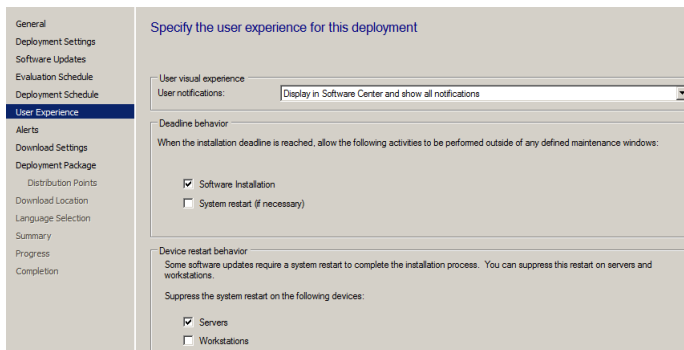 General
Deployment Settings
Software Updates
Evaluation Schedule
Deployment Schedule
User Experience
Alerts
Download Settings
Deployment Package
Distribution Points
Download Location
Language Selection
Summary
Progress
Completion
Specify the user experience for this deployment
User visual experience
User notifications: Display in Software Center and show all notifications
Deadline behavior
When the installation deadline is reached, allow the following activities to be performed outside of any defined maintenance windows:
Software Installation
System restart (if necessary)
Device restart behavior
Some software updates require a system restart to complete the installation process. You can suppress this restart on servers and
workstations.
Suppress the system restart on the following devices:
Servers
Workstations